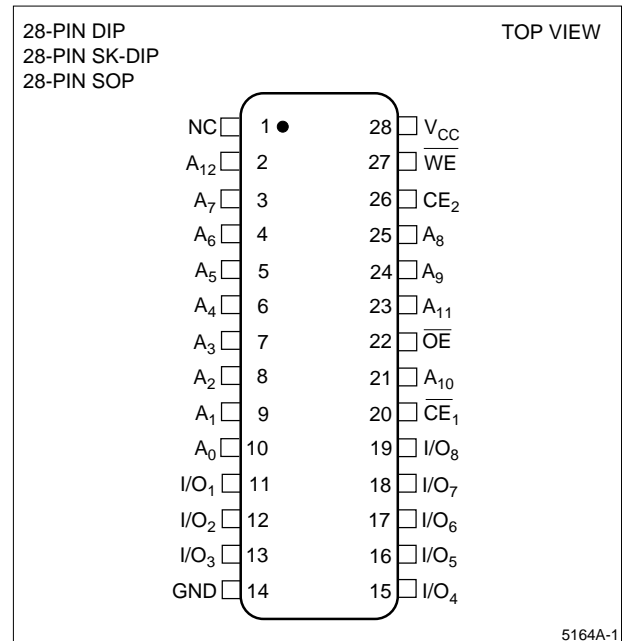 28-PIN DIP TOP VIEW
28-PIN SK-DIP
28-PIN SOP
NC 1 28 VCC
A12 2 27 W̅E̅
A7 3 26 CE2
A6 4 25 A8
A5 5 24 A9
A4 6 23 A11
A3 7 22 O̅E̅
A2 8 21 A10
A1 9 20 C̅E̅1
A0 10 19 I/O8
I/O1 11 18 I/O7
I/O2 12 17 I/O6
I/O3 13 16 I/O5
GND 14 15 I/O4
5164A-1